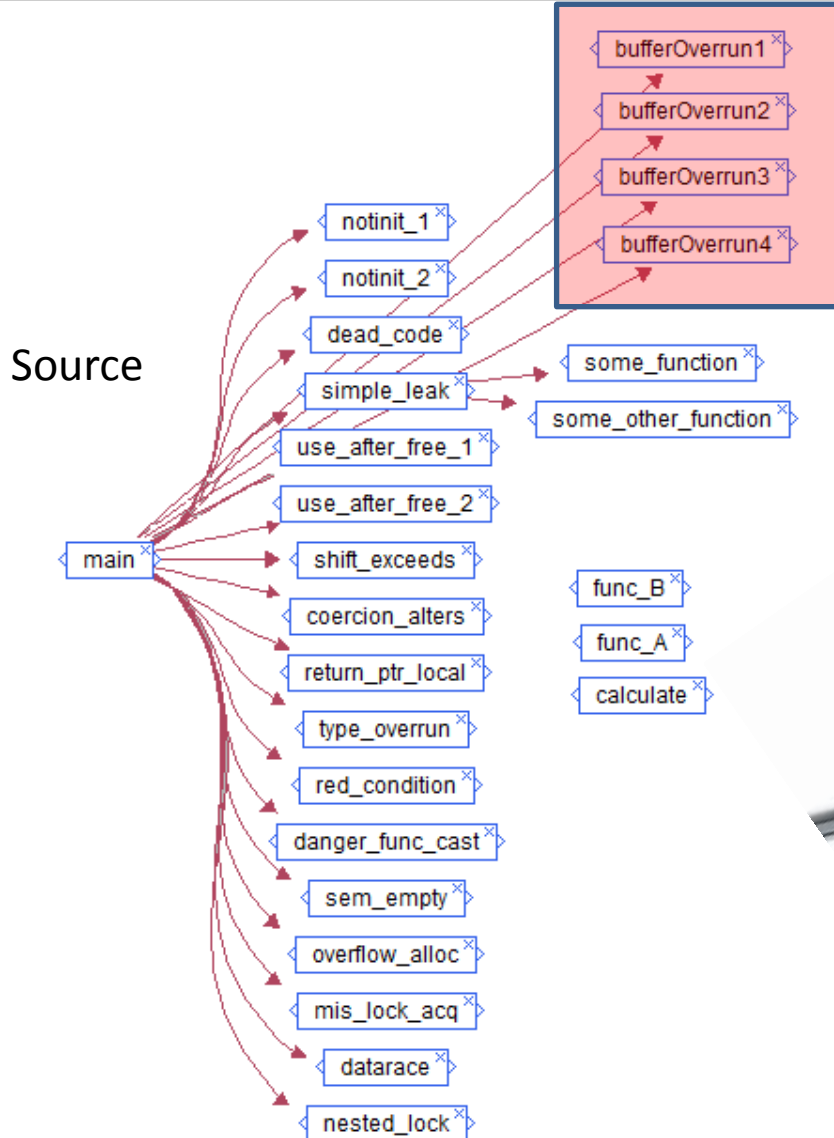 bufferOverrun1
bufferOverrun2
bufferOverrun3
bufferOverrun4
notinit_1
notinit_2
dead_code
Source
simple_leak
some_function
some_other_function
use_after_free_1
use_after_free_2
main
shift_exceeds
func_B
coercion_alters
func_A
return_ptr_local
calculate
type_overrun
red_condition
danger_func_cast
sem_empty
overflow_alloc
mis_lock_acq
datarace
nested_lock